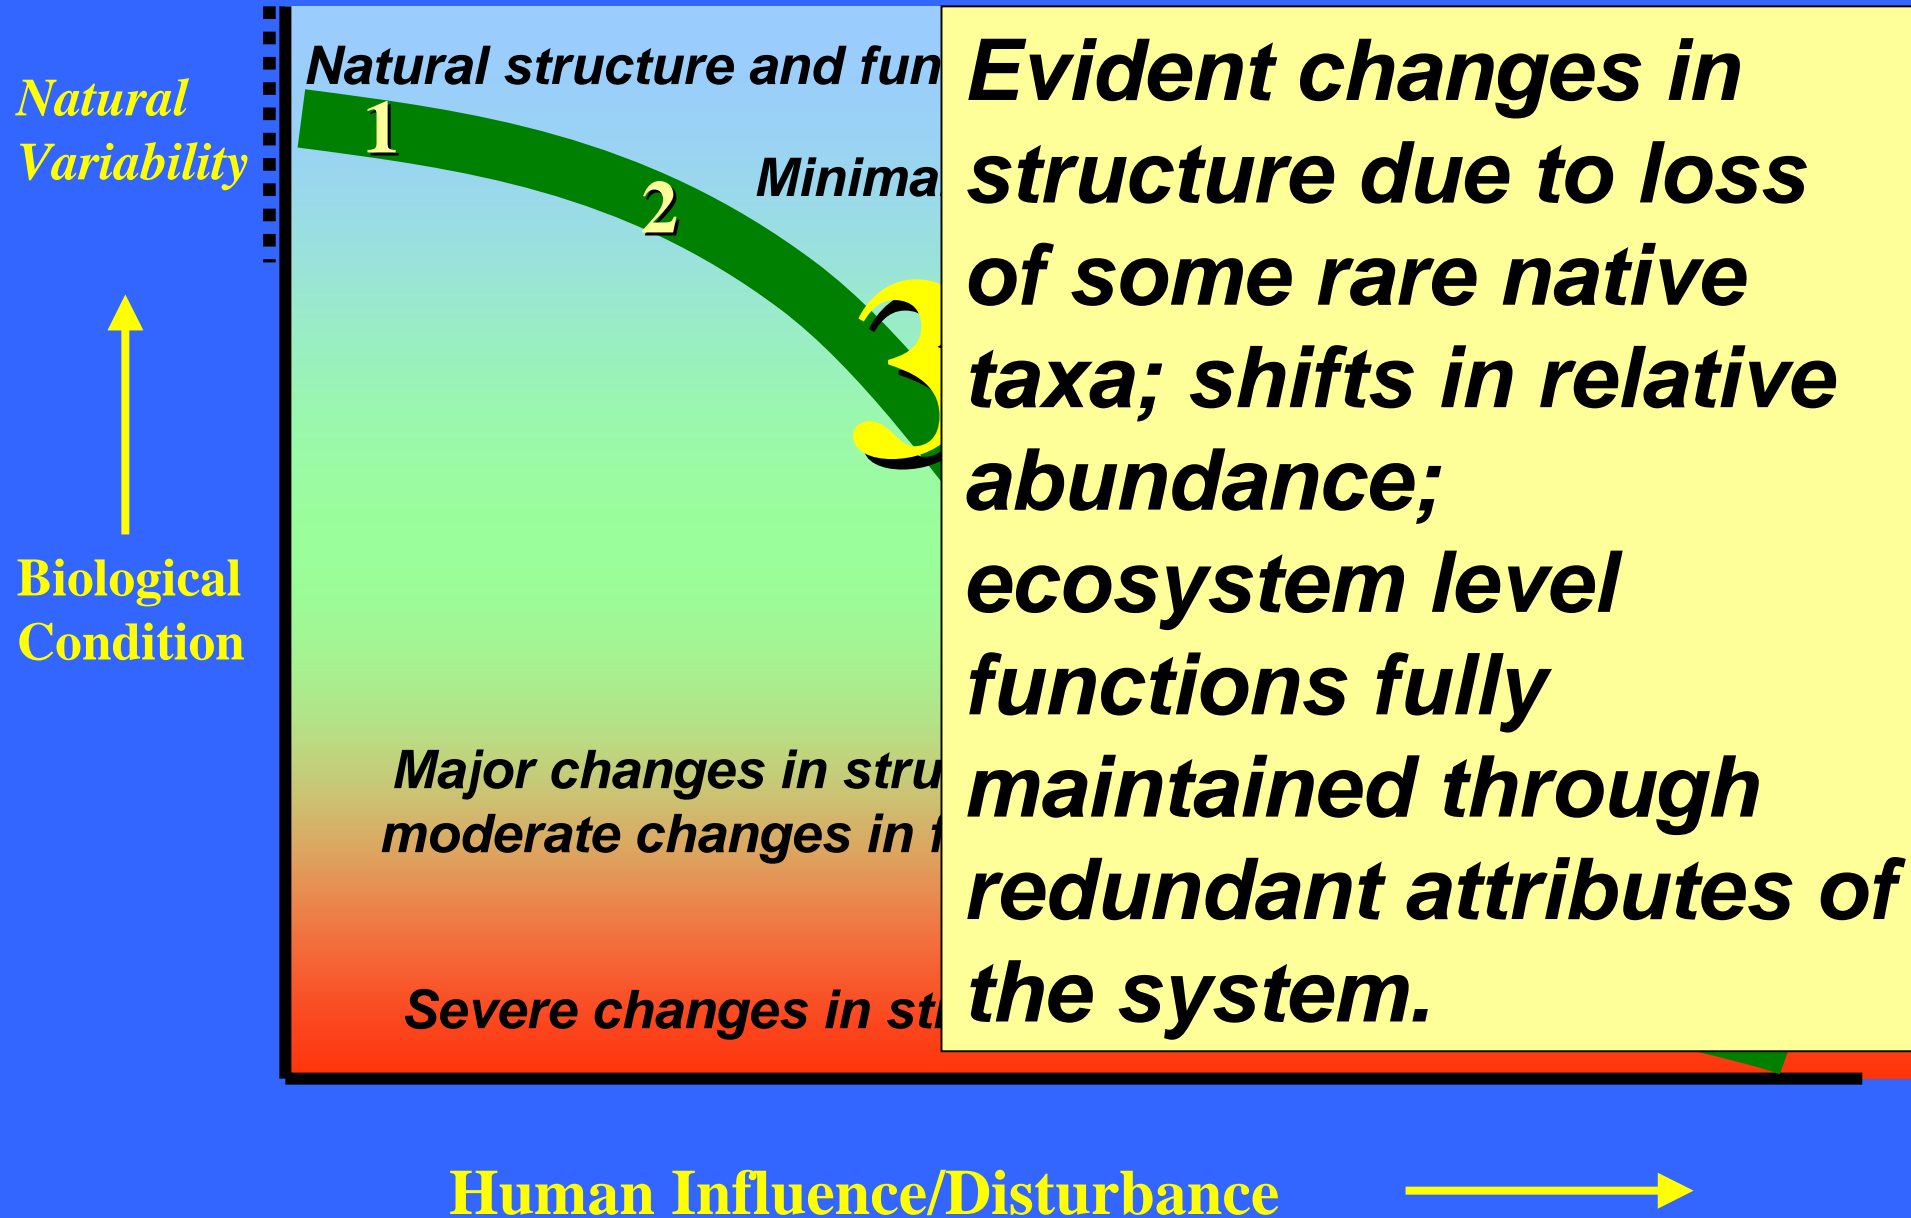 Natural
Variability
Biological
Condition
Natural structure and fun
1
2
3
Major changes in stru
moderate changes in
Severe changes in
Evident changes in
structure due to loss
of some rare native
taxa; shifts in relative
abundance;
ecosystem level
functions fully
maintained through
redundant attributes of
the system.
Human Influence/Disturbance